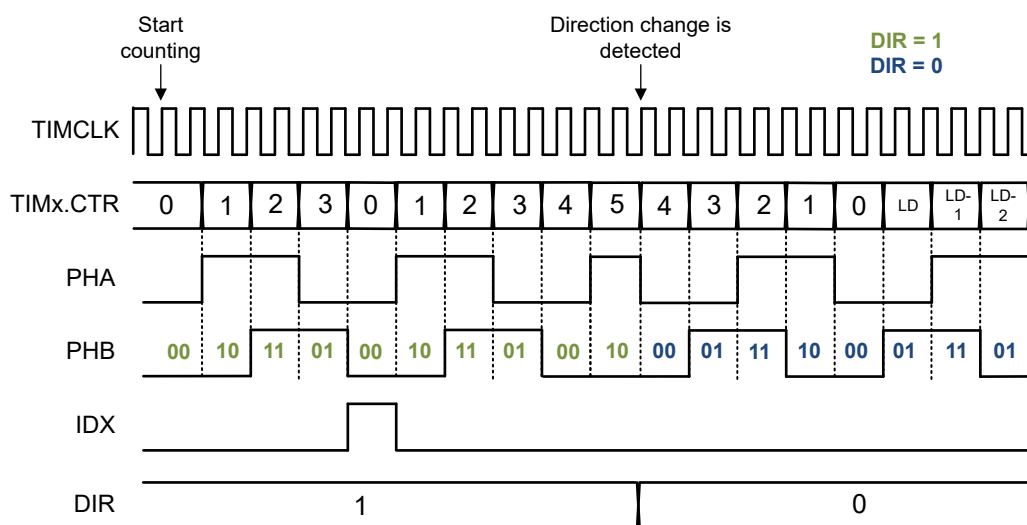 Start
counting
Direction change is
detected
DIR = 1
DIR = 0
TIMCLK
TIMx.CTR 0 1 2 3 0 1 2 3 4 5 4 3 2 1 0 LD LD-1 LD-2
PHA
PHB 00 10 11 01 00 10 11 01 00 10 00 01 11 10 00 01 11 01
IDX
DIR 1 0